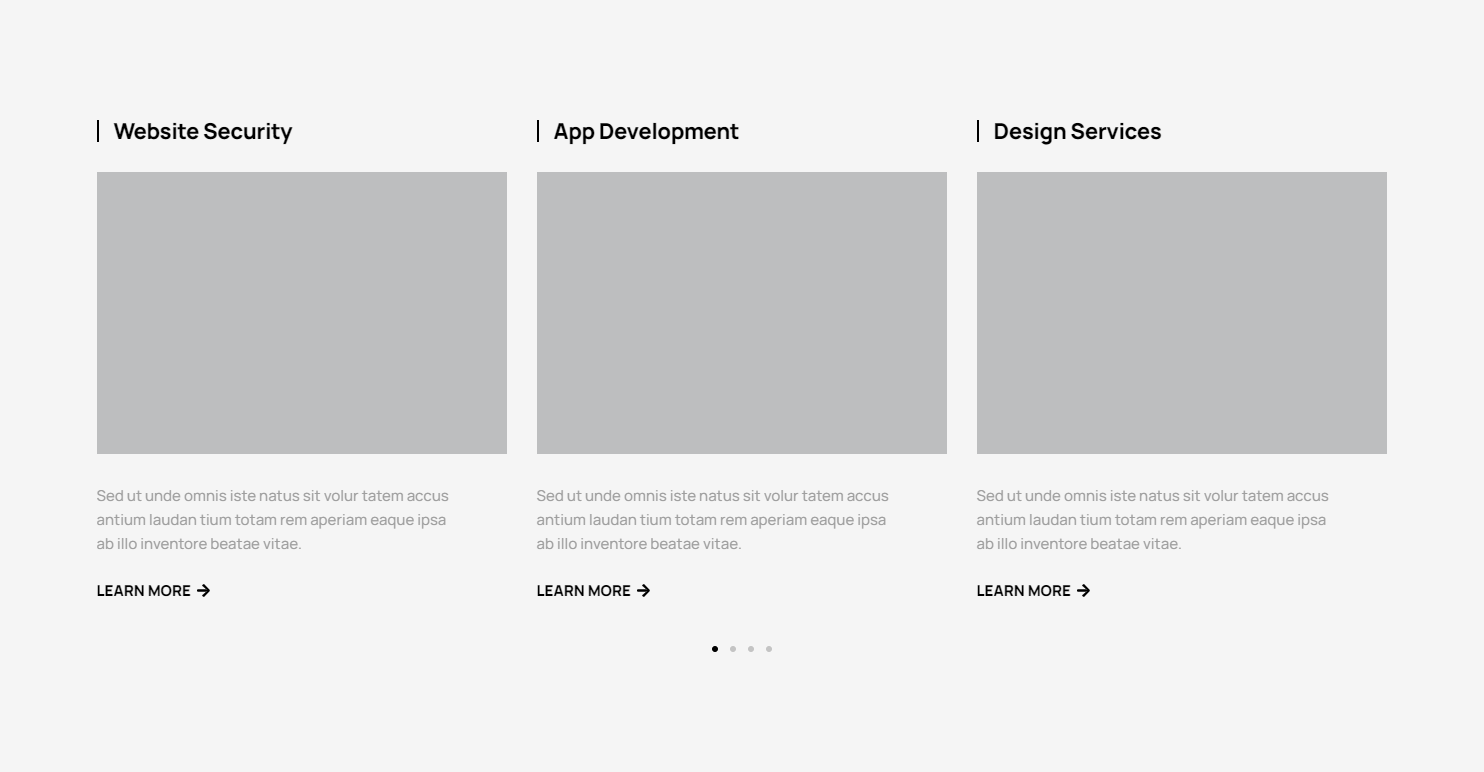 Website Security
App Development
Design Services
Sed ut unde omnis iste natus sit volur tatem accus
antium laudan tium totam rem aperiam eaque ipsa
ab illo inventore beatae vitae.
LEARN MORE
Sed ut unde omnis iste natus sit volur tatem accus
antium laudan tium totam rem aperiam eaque ipsa
ab illo inventore beatae vitae.
LEARN MORE
Sed ut unde omnis iste natus sit volur tatem accus
antium laudan tium totam rem aperiam eaque ipsa
ab illo inventore beatae vitae.
LEARN MORE